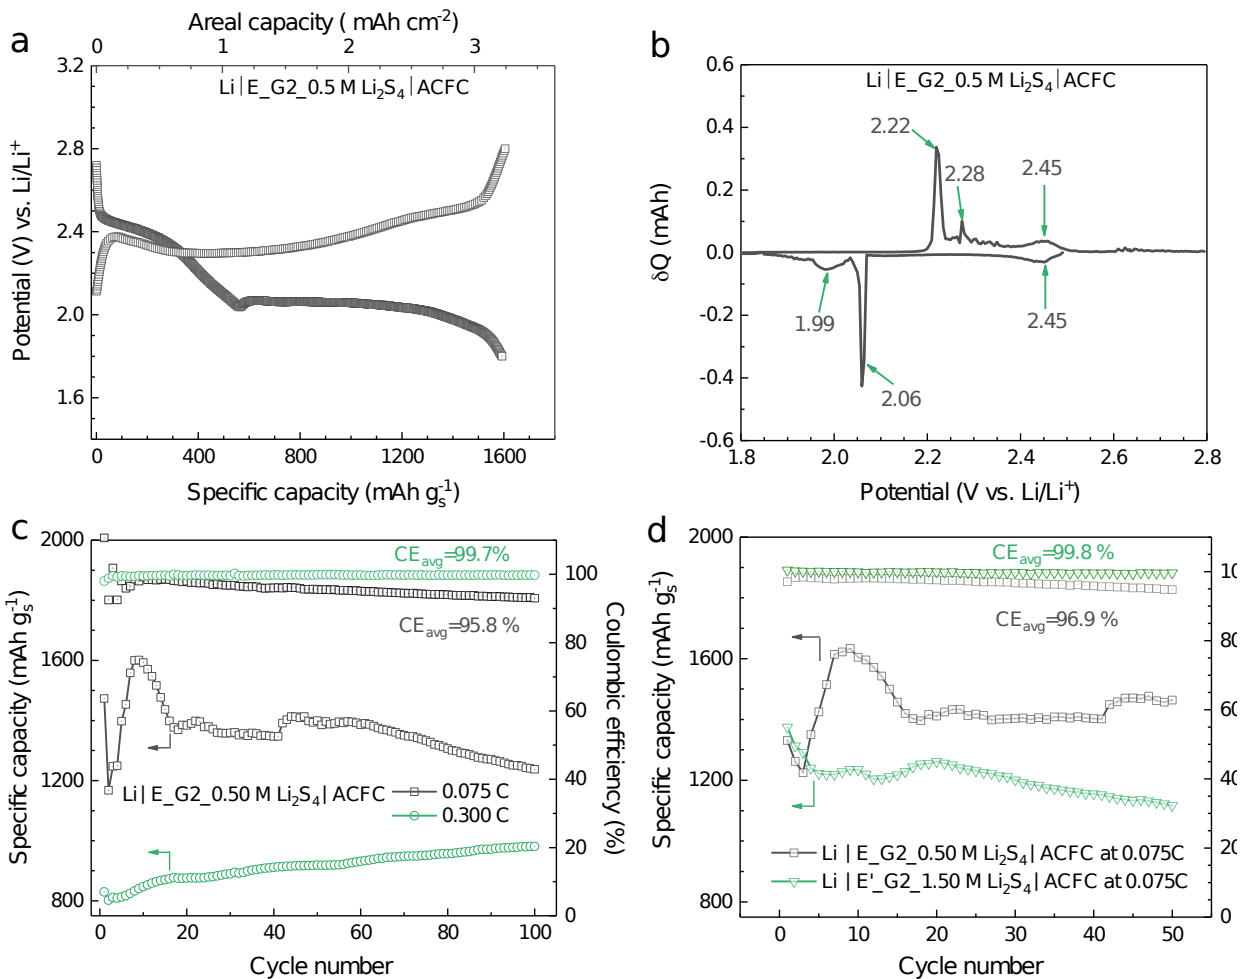 a
Areal capacity ( mAh cm⁻²)
0 1 2 3
3.2
2.8
2.4
2.0
1.6
Potential (V) vs. Li/Li⁺
Li | E_G2_0.5 M Li₂S₄ | ACFC
0 400 800 1200 1600
Specific capacity (mAh gₛ⁻¹)
b
0.6
0.4
0.2
0.0
-0.2
-0.4
-0.6
δQ (mAh)
Li | E_G2_0.5 M Li₂S₄ | ACFC
2.22
2.28
2.45
1.99
2.45
2.06
1.8 2.0 2.2 2.4 2.6 2.8
Potential (V vs. Li/Li⁺)
c
2000
1600
1200
800
Specific capacity (mAh gₛ⁻¹)
CEavg=99.7%
CEavg=95.8 %
Li | E_G2_0.50 M Li₂S₄ | ACFC
0.075 C
0.300 C
100
80
60
40
20
0
Coulombic efficiency (%)
0 20 40 60 80 100
Cycle number
d
2000
1600
1200
800
Specific capacity (mAh gₛ⁻¹)
CEavg=99.8 %
CEavg=96.9 %
Li | E_G2_0.50 M Li₂S₄ | ACFC at 0.075C
Li | E'_G2_1.50 M Li₂S₄ | ACFC at 0.075C
80
60
40
20
0
0 10 20 30 40 50
Cycle number